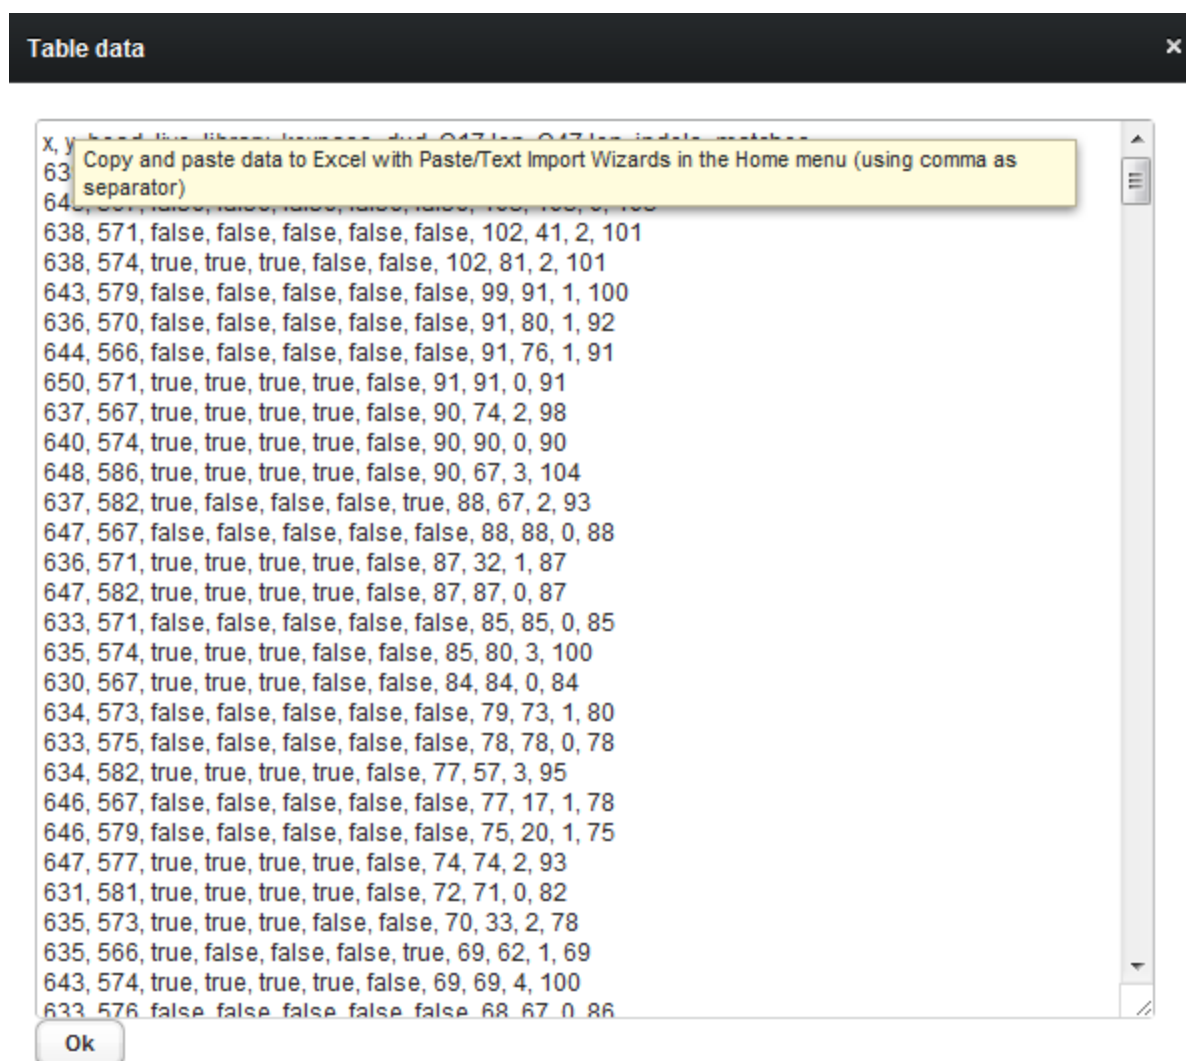 Table data
×
x, y
Copy and paste data to Excel with Paste/Text Import Wizards in the Home menu (using comma as
separator)
63
638, 571, false, false, false, false, false, 102, 41, 2, 101
638, 574, true, true, true, false, false, 102, 81, 2, 101
643, 579, false, false, false, false, false, 99, 91, 1, 100
636, 570, false, false, false, false, false, 91, 80, 1, 92
644, 566, false, false, false, false, false, 91, 76, 1, 91
650, 571, true, true, true, true, false, 91, 91, 0, 91
637, 567, true, true, true, true, false, 90, 74, 2, 98
640, 574, true, true, true, true, false, 90, 90, 0, 90
648, 586, true, true, true, true, false, 90, 67, 3, 104
637, 582, true, false, false, false, true, 88, 67, 2, 93
647, 567, false, false, false, false, false, 88, 88, 0, 88
636, 571, true, true, true, true, false, 87, 32, 1, 87
647, 582, true, true, true, true, false, 87, 87, 0, 87
633, 571, false, false, false, false, false, 85, 85, 0, 85
635, 574, true, true, true, false, false, 85, 80, 3, 100
630, 567, true, true, true, false, false, 84, 84, 0, 84
634, 573, false, false, false, false, false, 79, 73, 1, 80
633, 575, false, false, false, false, false, 78, 78, 0, 78
634, 582, true, true, true, true, false, 77, 57, 3, 95
646, 567, false, false, false, false, false, 77, 17, 1, 78
646, 579, false, false, false, false, false, 75, 20, 1, 75
647, 577, true, true, true, true, false, 74, 74, 2, 93
631, 581, true, true, true, true, false, 72, 71, 0, 82
635, 573, true, true, true, false, false, 70, 33, 2, 78
635, 566, true, false, false, false, true, 69, 62, 1, 69
643, 574, true, true, true, true, false, 69, 69, 4, 100
633, 576, false, false, false, false, false, 68, 67, 0, 86
Ok